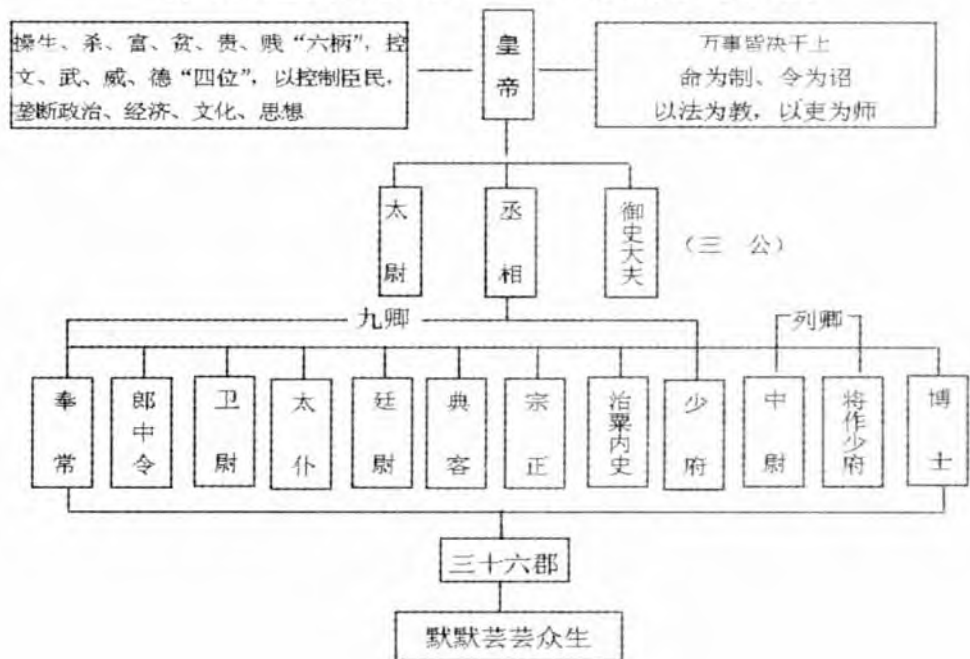 操生、杀、富、贫、贵、贱“六柄”，控
文、武、威、德“四位”，以控制臣民，
垄断政治、经济、文化、思想
皇帝
万事皆决于上
命为制、令为诏
以法为教，以吏为师
太尉
丞相
御史大夫
（三 公）
九卿
列卿
奉常
郎中令
卫尉
太仆
廷尉
典客
宗正
治粟内史
少府
中尉
将作少府
博士
三十六郡
默默芸芸众生